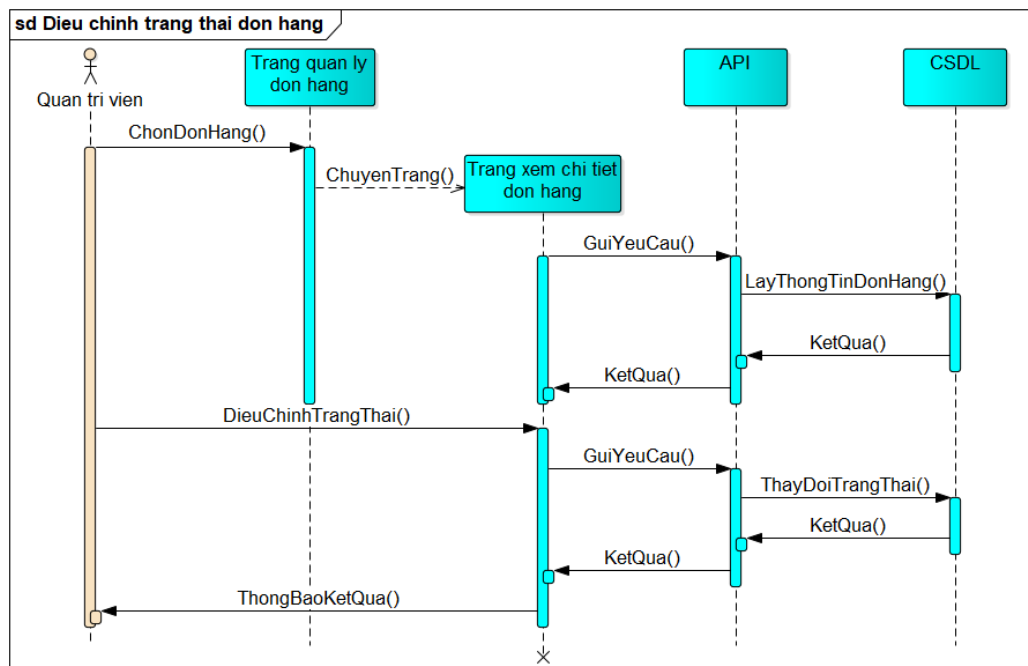 sd Dieu chinh trang thai don hang
Quan tri vien
Trang quan ly
don hang
API
CSDL
ChonDonHang()
ChuyenTrang()
Trang xem chi tiet
don hang
GuiYeuCau()
LayThongTinDonHang()
KetQua()
KetQua()
DieuChinhTrangThai()
GuiYeuCau()
ThayDoiTrangThai()
KetQua()
KetQua()
ThongBaoKetQua()